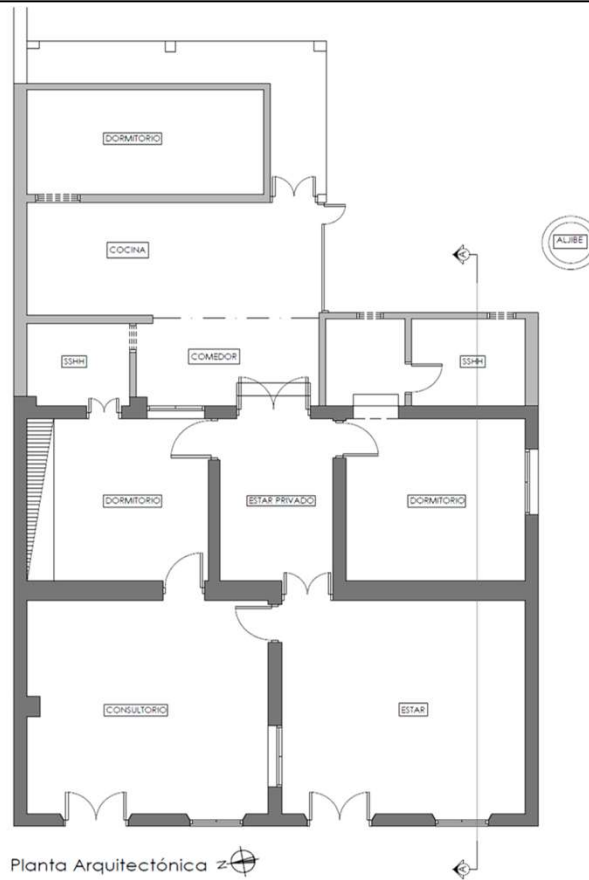 DORMITORIO
COCINA
ALJIBE
A
SSHH
COMEDOR
SSHH
DORMITORIO
ESTAR PRIVADO
DORMITORIO
CONSULTORIO
ESTAR
Planta Arquitectónica
N
A